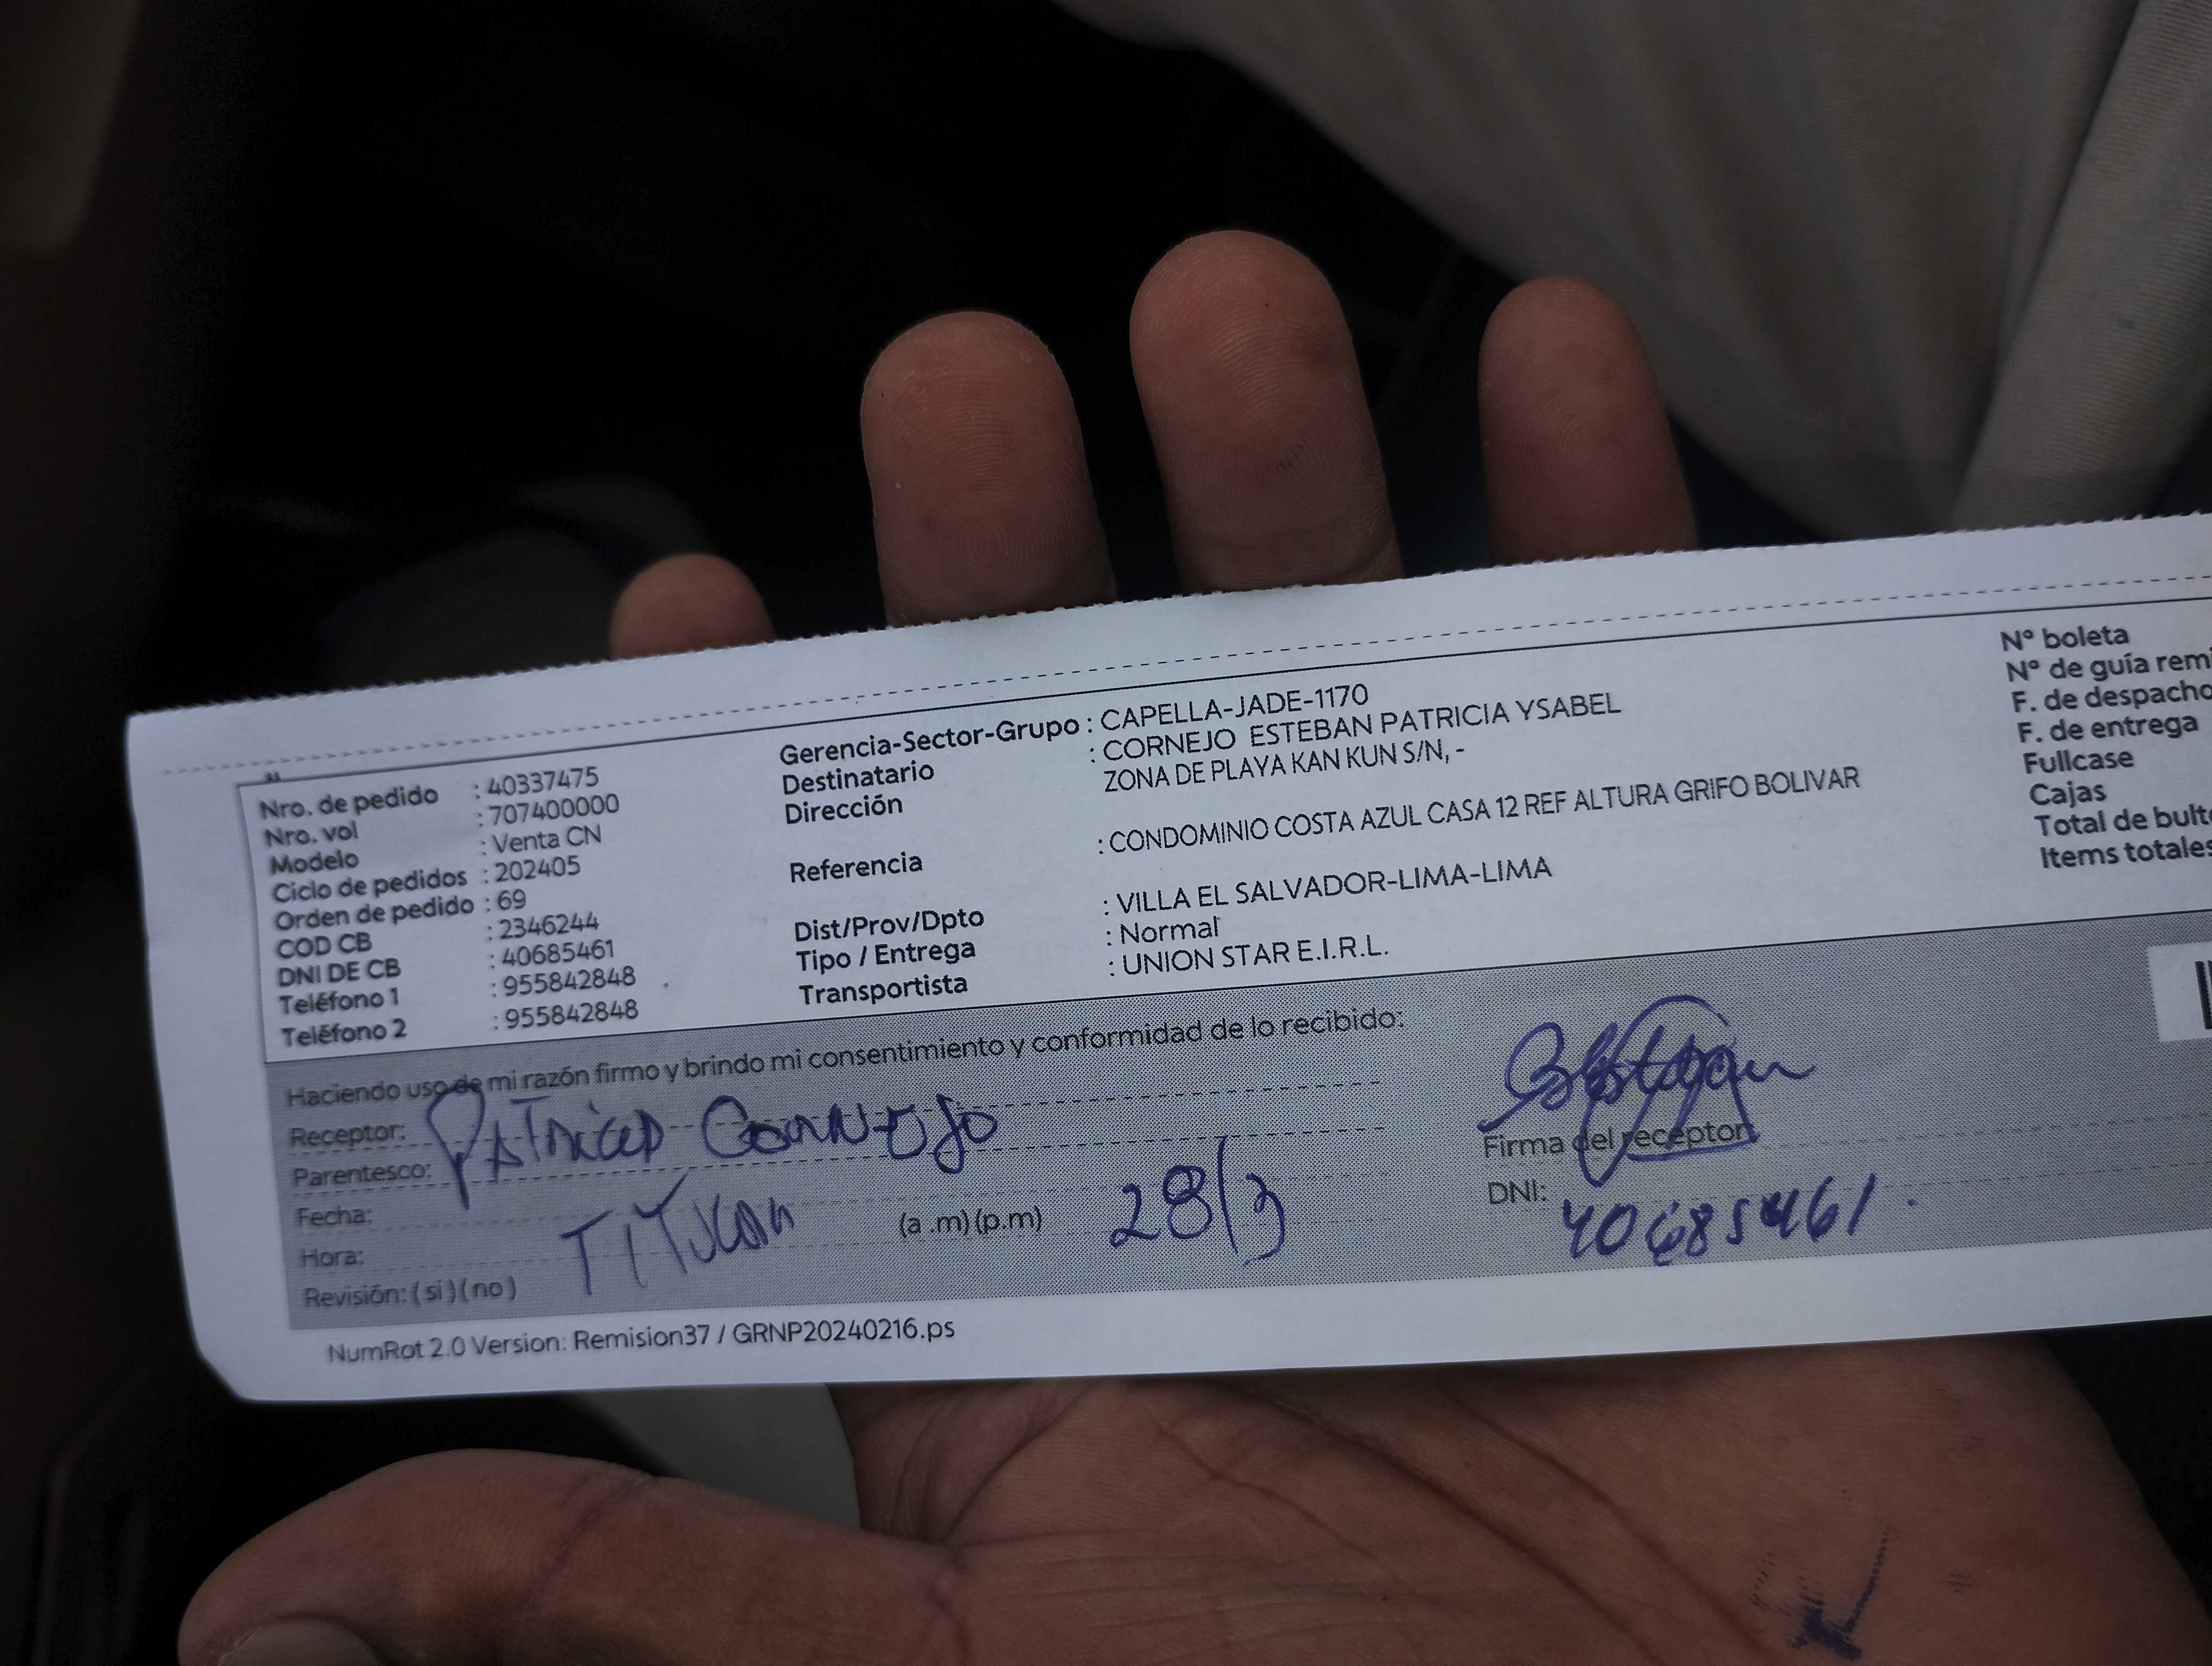 Nro. de pedido : 40337475
Nro. vol : 707400000
Modelo : Venta CN
Ciclo de pedidos : 202405
Orden de pedido : 69
COD CB : 2346244
DNI DE CB : 40685461
Teléfono 1 : 955842848
Teléfono 2 : 955842848
Gerencia-Sector-Grupo : CAPELLA-JADE-1170
Destinatario : CORNEJO ESTEBAN PATRICIA YSABEL
Dirección ZONA DE PLAYA KAN KUN S/N, -
Referencia : CONDOMINIO COSTA AZUL CASA 12 REF ALTURA GRIFO BOLIVAR
Dist/Prov/Dpto : VILLA EL SALVADOR-LIMA-LIMA
Tipo / Entrega : Normal
Transportista : UNION STAR E.I.R.L.
N° boleta
N° de guía remi
F. de despacho
F. de entrega
Fullcase
Cajas
Total de bult
Items totales
Haciendo uso de mi razón firmo y brindo mi consentimiento y conformidad de lo recibido:
Receptor: Cornejo
Parentesco:
Fecha:
Hora: (a .m) (p.m) 28/3
Revisión: ( si ) ( no )
Firma del receptor
DNI: 40685461.
NumRot 2.0 Version: Remision37 / GRNP20240216.ps